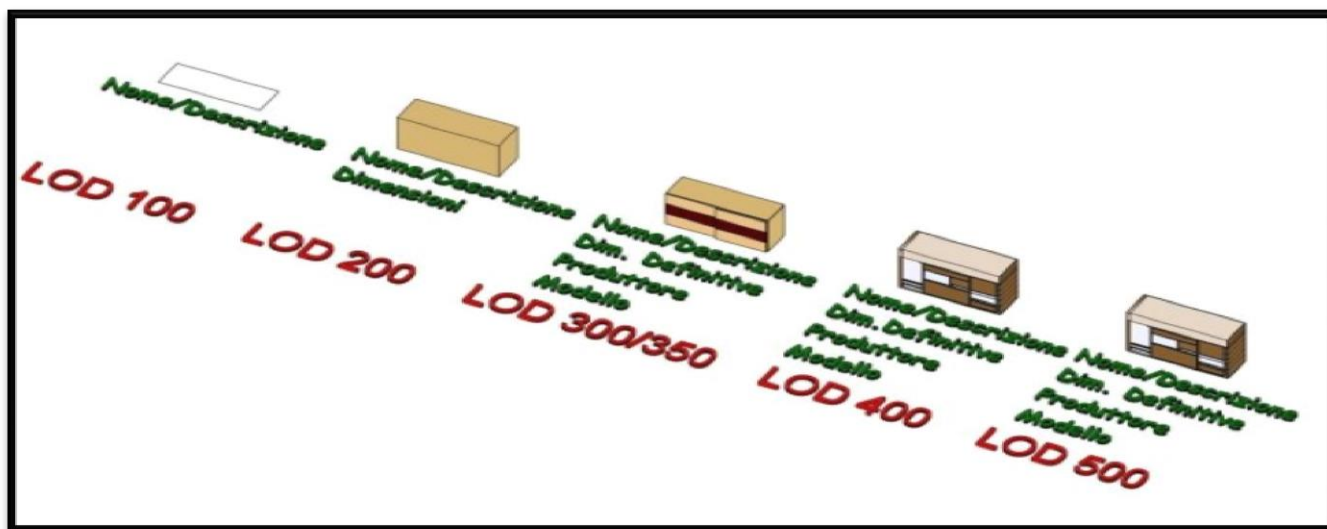 Nome/Descrizione
LOD 100
Nome/Descrizione
Dimensioni
LOD 200
Nome/Descrizione
Dim. Definitive
Produttore
Modello
LOD 300/350
Nome/Descrizione
Dim. Definitive
Produttore
Modello
LOD 400
Nome/Descrizione
Dim. Definitive
Produttore
Modello
LOD 500